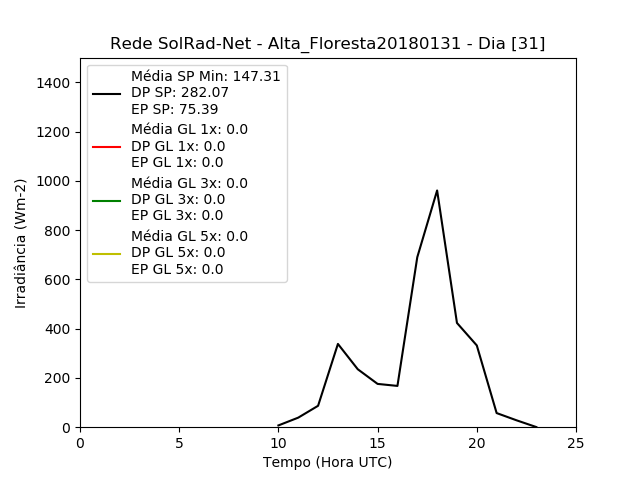 Rede SolRad-Net - Alta_Floresta20180131 - Dia [31]
Média SP Min: 147.31
DP SP: 282.07
EP SP: 75.39
Média GL 1x: 0.0
DP GL 1x: 0.0
EP GL 1x: 0.0
Média GL 3x: 0.0
DP GL 3x: 0.0
EP GL 3x: 0.0
Média GL 5x: 0.0
DP GL 5x: 0.0
EP GL 5x: 0.0
Irradiância (Wm-2)
1400
1200
1000
800
600
400
200
0
0 5 10 15 20 25
Tempo (Hora UTC)